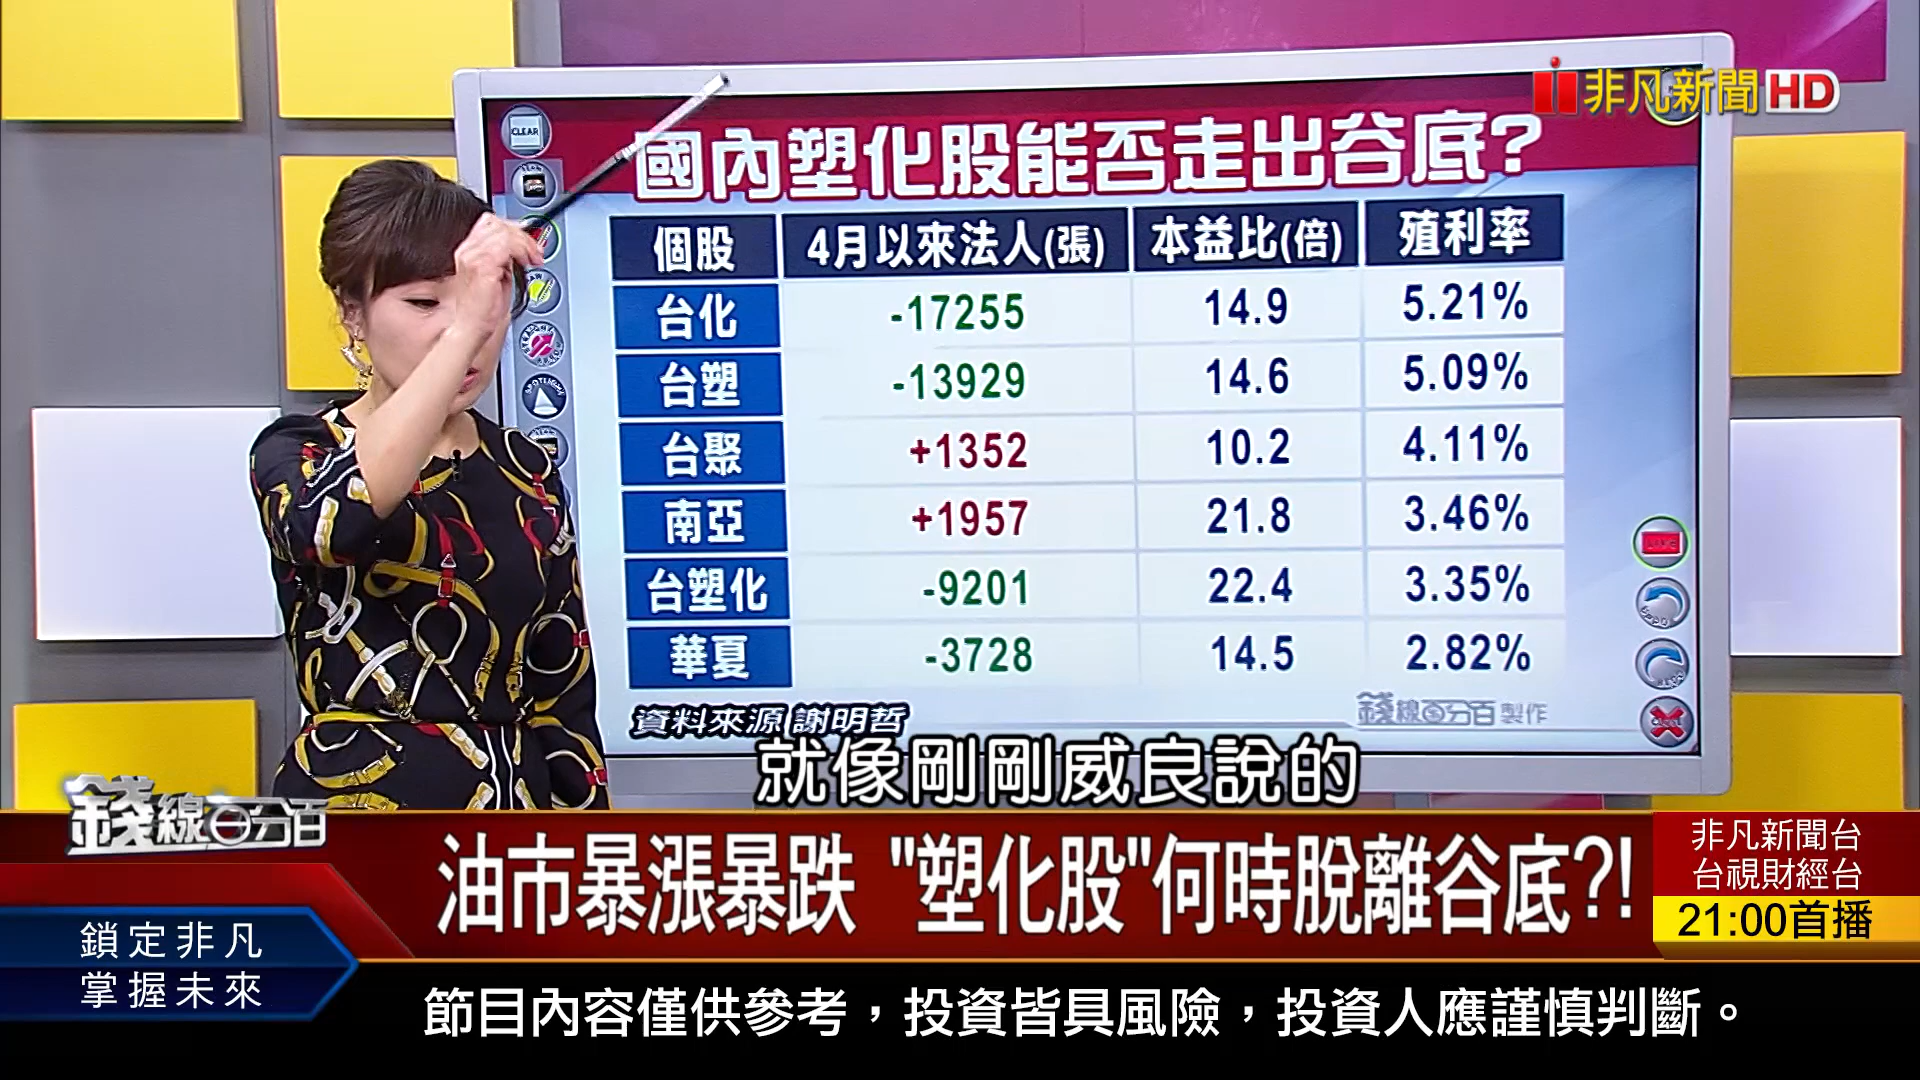 非凡新聞HD
CLEAR
國內塑化股能否走出谷底?
個股 4月以來法人(張) 本益比(倍) 殖利率
台化 -17255 14.9 5.21%
台塑 -13929 14.6 5.09%
台聚 +1352 10.2 4.11%
南亞 +1957 21.8 3.46%
台塑化 -9201 22.4 3.35%
華夏 -3728 14.5 2.82%
SPOTLIGHT
LIVE
資料來源 謝明哲
錢線百分百 製作
就像剛剛威良說的
錢線百分百
油市暴漲暴跌 "塑化股"何時脫離谷底?!
非凡新聞台
台視財經台
21:00首播
鎖定非凡
掌握未來
節目內容僅供參考，投資皆具風險，投資人應謹慎判斷。